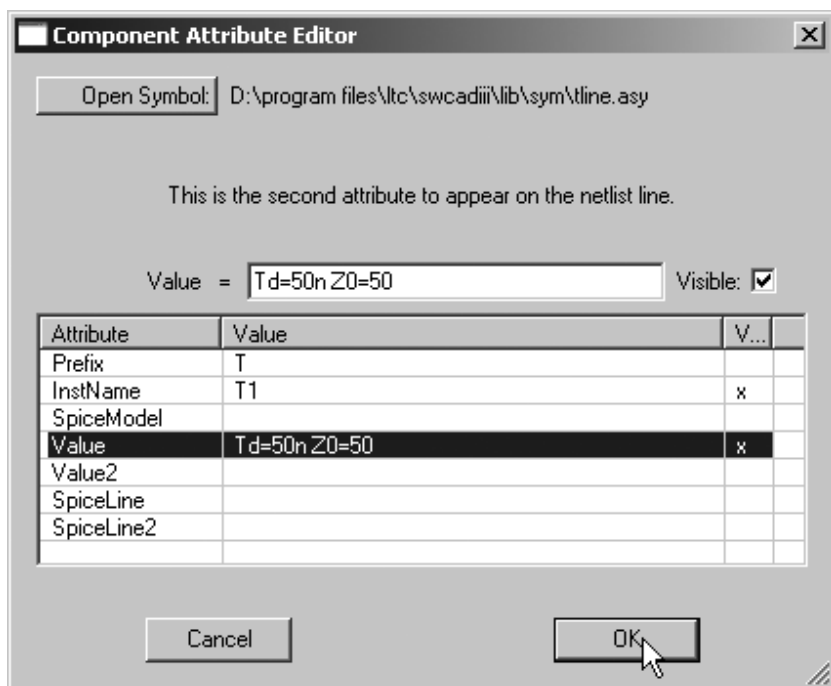 Component Attribute Editor
Open Symbol: D:\program files\ltc\swcadiii\lib\sym\tline.asy
This is the second attribute to appear on the netlist line.
Value = Td=50n Z0=50 Visible:
Attribute Value V...
Prefix T
InstName T1 x
SpiceModel
Value Td=50n Z0=50 x
Value2
SpiceLine
SpiceLine2
Cancel OK